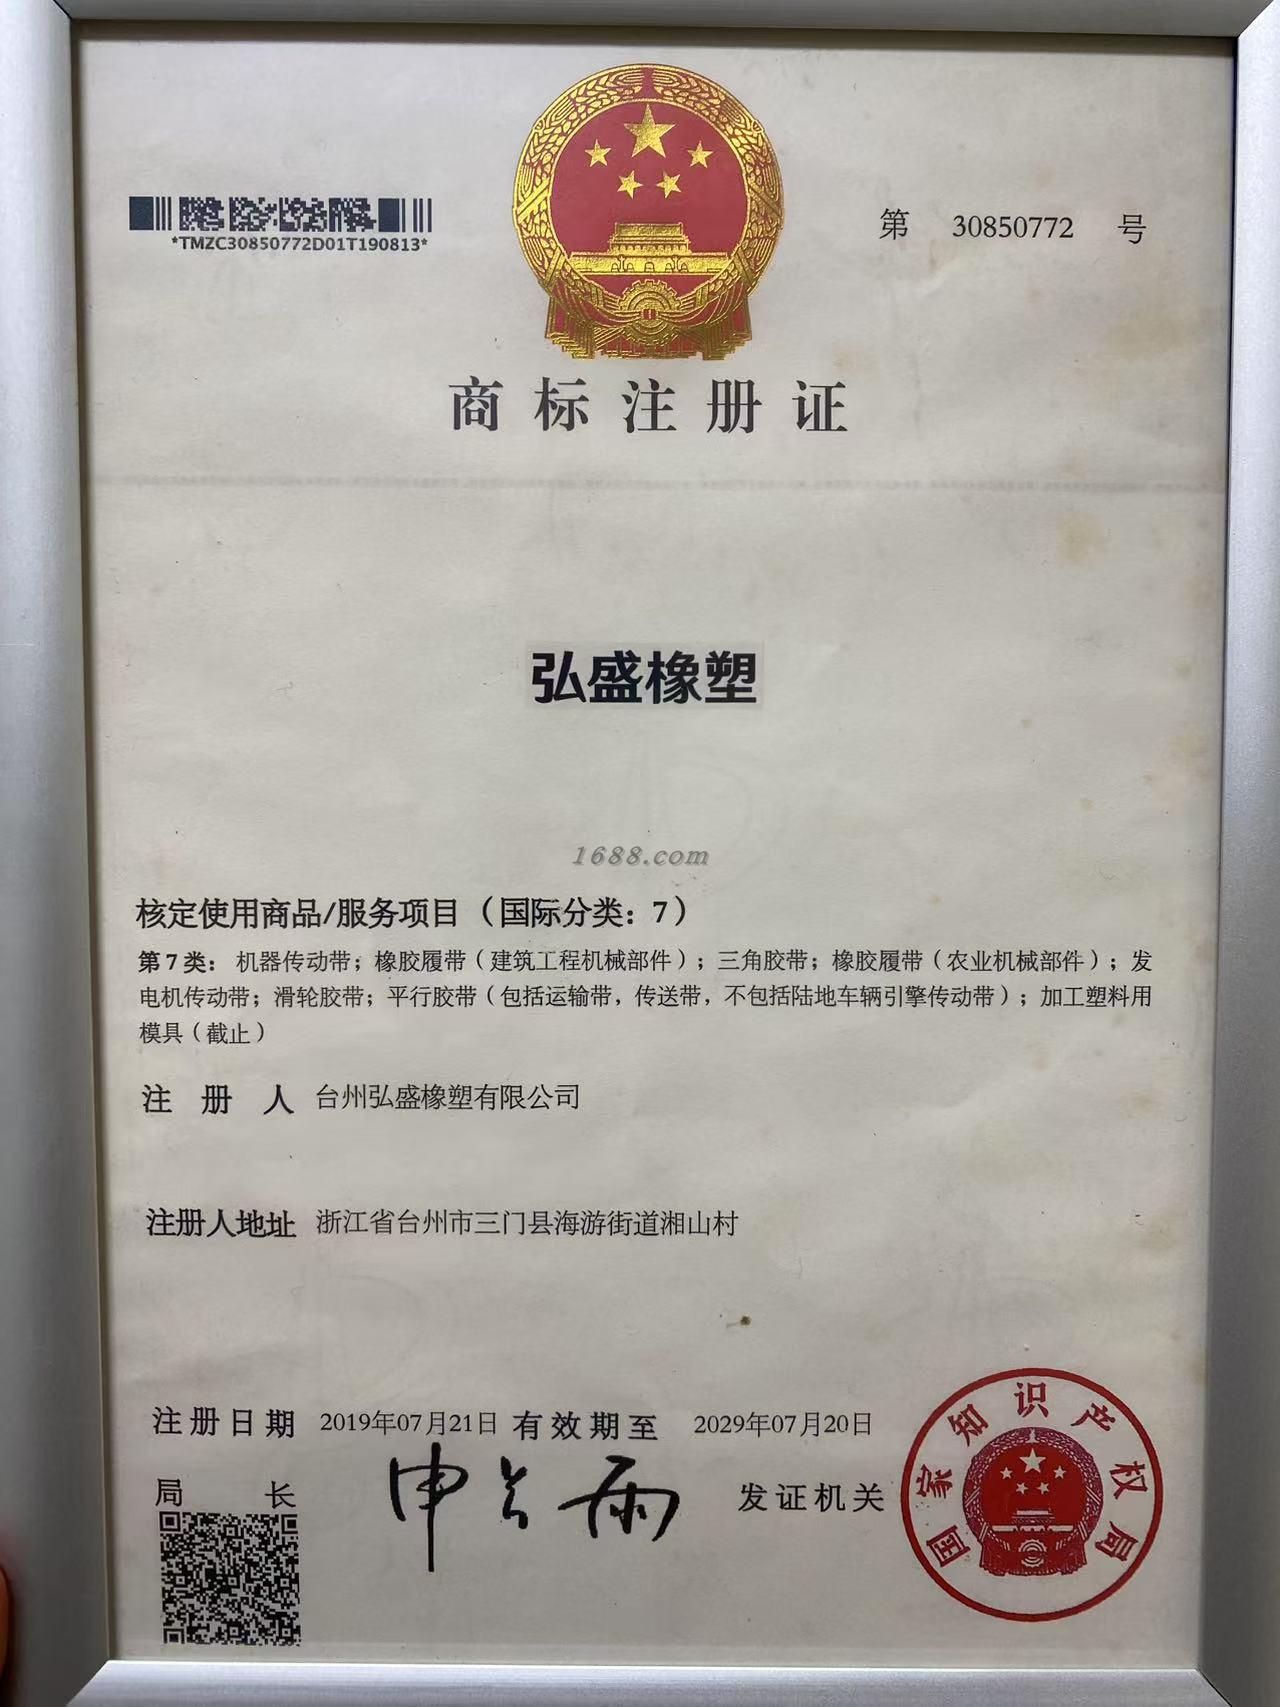 *TMZC30850772D01T190813*
第 30850772 号
商标注册证
弘盛橡塑
1688.com
核定使用商品/服务项目（国际分类：7）
第7类：机器传动带；橡胶履带（建筑工程机械部件）；三角胶带；橡胶履带（农业机械部件）；发
电机传动带；滑轮胶带；平行胶带（包括运输带，传送带，不包括陆地车辆引擎传动带）；加工塑料用
模具（截止）
注册人 台州弘盛橡塑有限公司
注册人地址 浙江省台州市三门县海游街道湘山村
注册日期 2019年07月21日 有效期至 2029年07月20日
局长 申长雨 发证机关
国家知识产权局